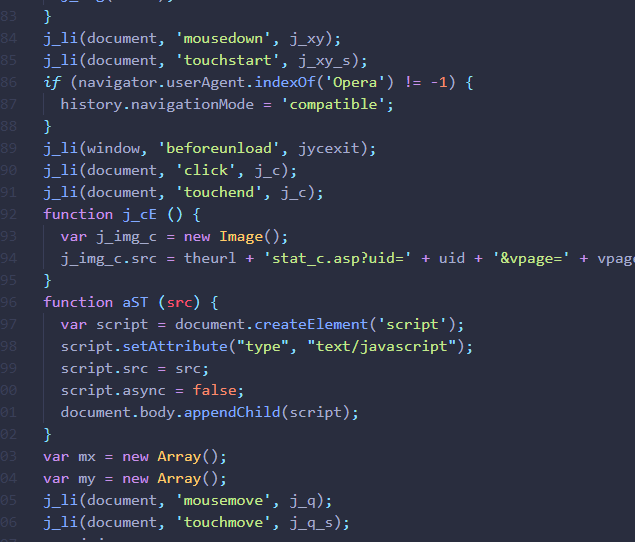 83 }
84 j_li(document, 'mousedown', j_xy);
85 j_li(document, 'touchstart', j_xy_s);
86 if (navigator.userAgent.indexOf('Opera') != -1) {
87 history.navigationMode = 'compatible';
88 }
89 j_li(window, 'beforeunload', jycexit);
90 j_li(document, 'click', j_c);
91 j_li(document, 'touchend', j_c);
92 function j_cE () {
93 var j_img_c = new Image();
94 j_img_c.src = theurl + 'stat_c.asp?uid=' + uid + '&vpage=' + vpage
95 }
96 function aST (src) {
97 var script = document.createElement('script');
98 script.setAttribute("type", "text/javascript");
99 script.src = src;
00 script.async = false;
01 document.body.appendChild(script);
02 }
03 var mx = new Array();
04 var my = new Array();
05 j_li(document, 'mousemove', j_q);
06 j_li(document, 'touchmove', j_q_s);